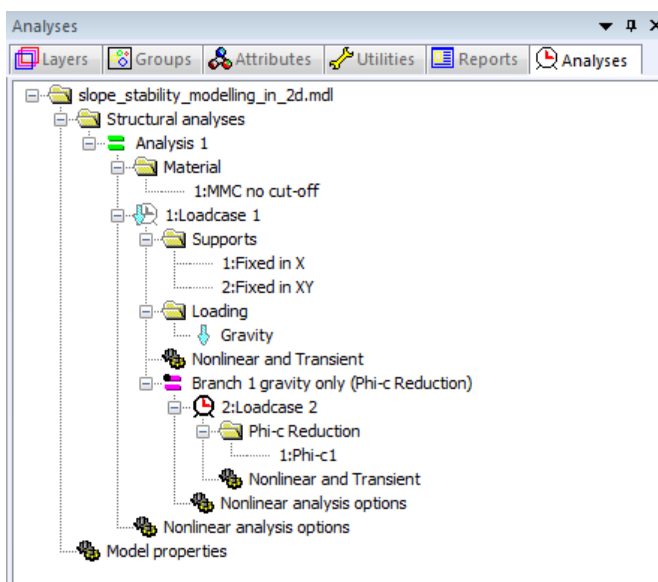 Analyses
Layers Groups Attributes Utilities Reports Analyses
slope_stability_modelling_in_2d.mdl
Structural analyses
Analysis 1
Material
1:MMC no cut-off
1:Loadcase 1
Supports
1:Fixed in X
2:Fixed in XY
Loading
Gravity
Nonlinear and Transient
Branch 1 gravity only (Phi-c Reduction)
2:Loadcase 2
Phi-c Reduction
1:Phi-c1
Nonlinear and Transient
Nonlinear analysis options
Nonlinear analysis options
Model properties